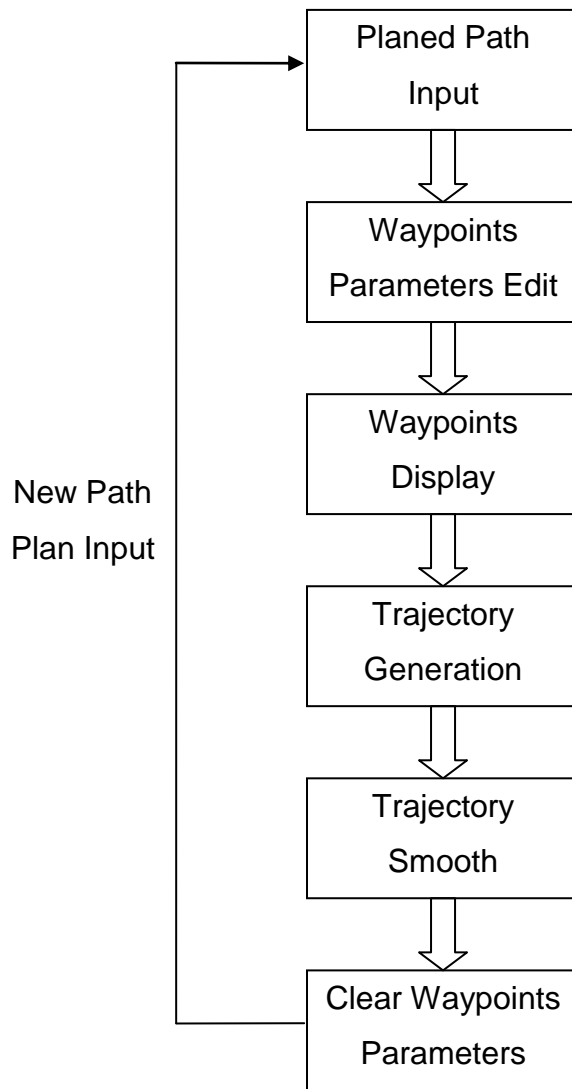 Planed Path
Input
Waypoints
Parameters Edit
Waypoints
Display
New Path
Plan Input
Trajectory
Generation
Trajectory
Smooth
Clear Waypoints
Parameters